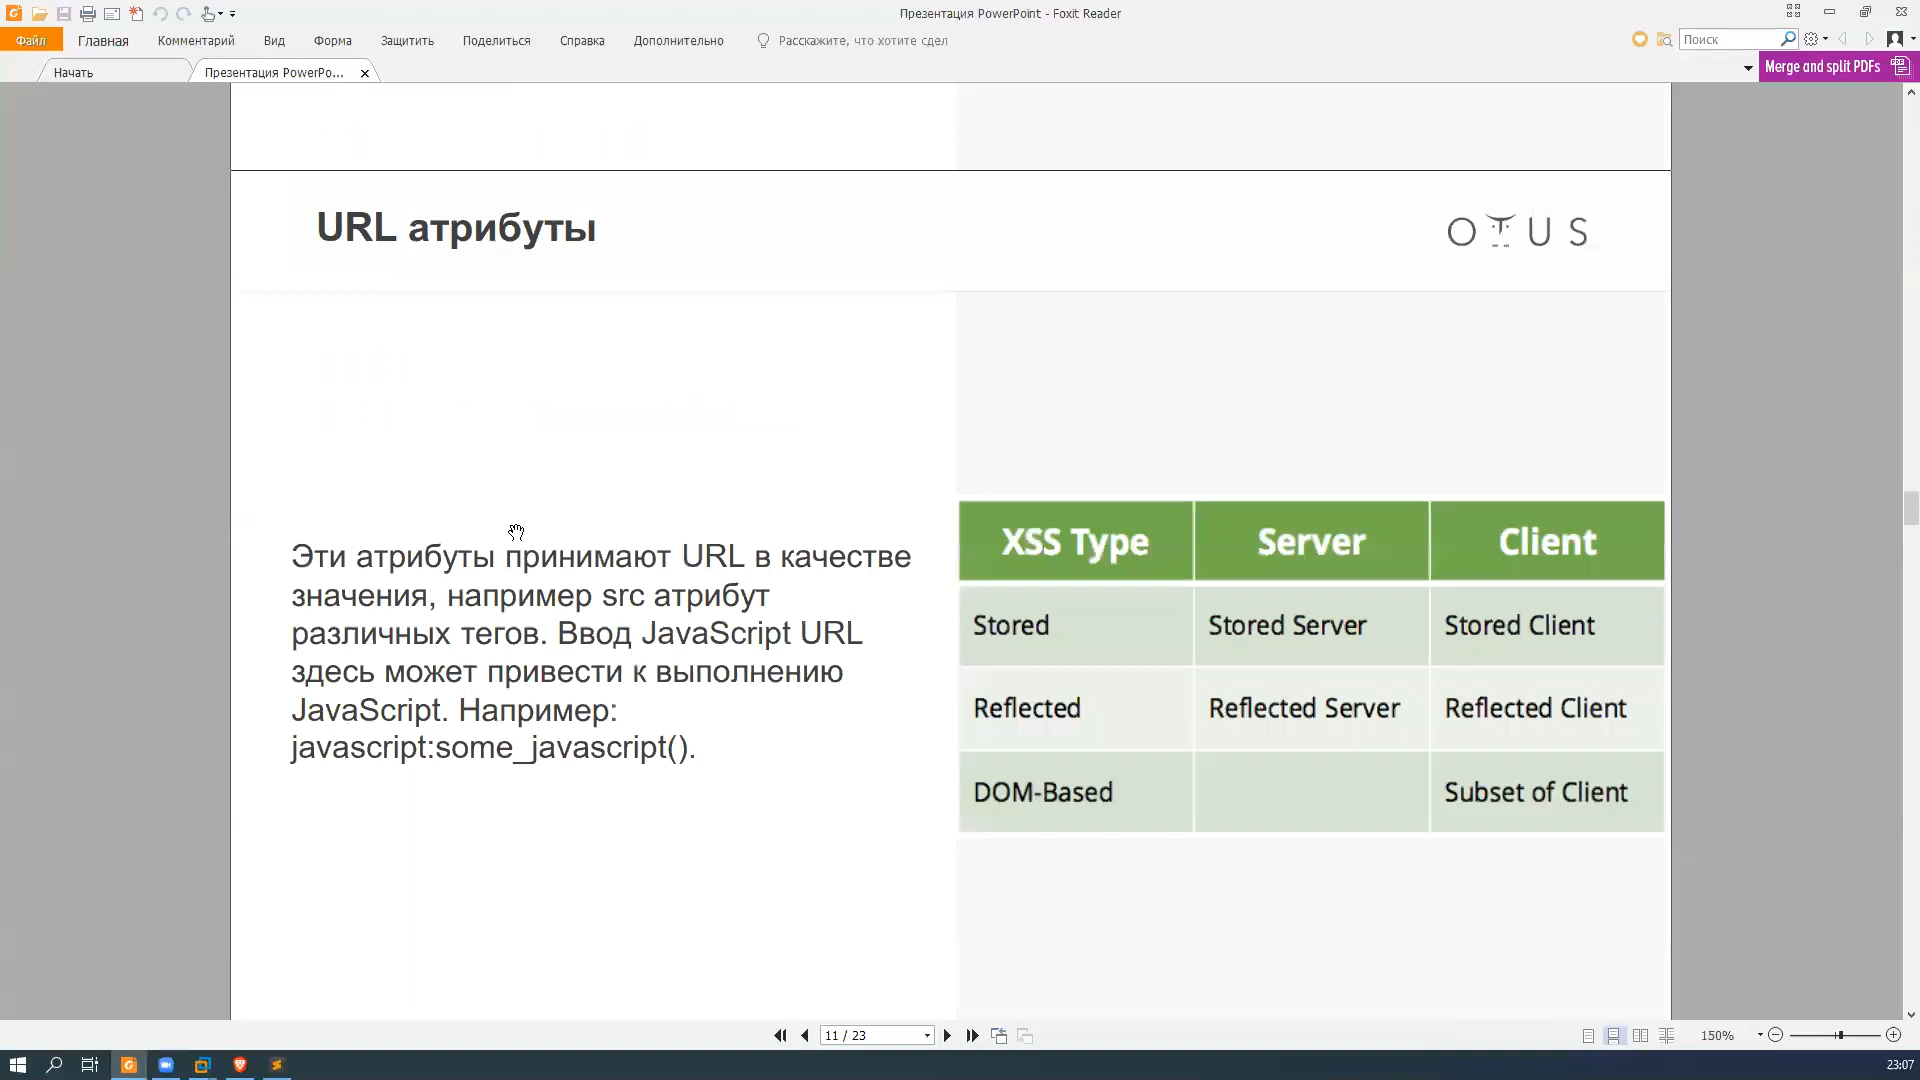 Презентация PowerPoint - Foxit Reader
Файл Главная Комментарий Вид Форма Защитить Поделиться Справка Дополнительно Расскажите, что хотите сдел Поиск
Начать Презентация PowerPo... Merge and split PDFs
URL атрибуты
OTUS
Эти атрибуты принимают URL в качестве
значения, например src атрибут
различных тегов. Ввод JavaScript URL
здесь может привести к выполнению
JavaScript. Например:
javascript:some_javascript().
XSS Type Server Client
Stored Stored Server Stored Client
Reflected Reflected Server Reflected Client
DOM-Based Subset of Client
11 / 23 150%
23:07